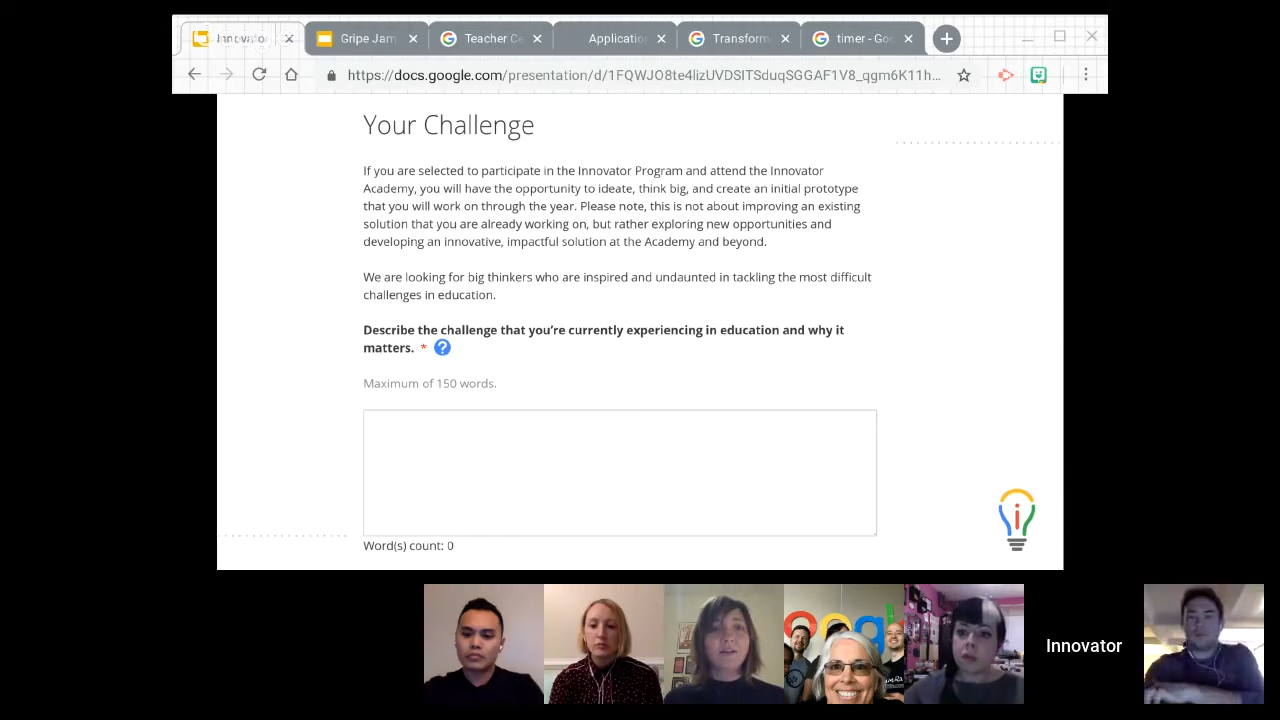 Innovato
Gripe Jam
Teacher Ce
Applicatio
Transform
timer - Goo
https://docs.google.com/presentation/d/1FQWJO8te4lizUVDSITSduqSGGAF1V8_qgm6K11h...
Your Challenge
If you are selected to participate in the Innovator Program and attend the Innovator
Academy, you will have the opportunity to ideate, think big, and create an initial prototype
that you will work on through the year. Please note, this is not about improving an existing
solution that you are already working on, but rather exploring new opportunities and
developing an innovative, impactful solution at the Academy and beyond.
We are looking for big thinkers who are inspired and undaunted in tackling the most difficult
challenges in education.
Describe the challenge that you’re currently experiencing in education and why it
matters. * ?
Maximum of 150 words.
Word(s) count: 0
Innovator